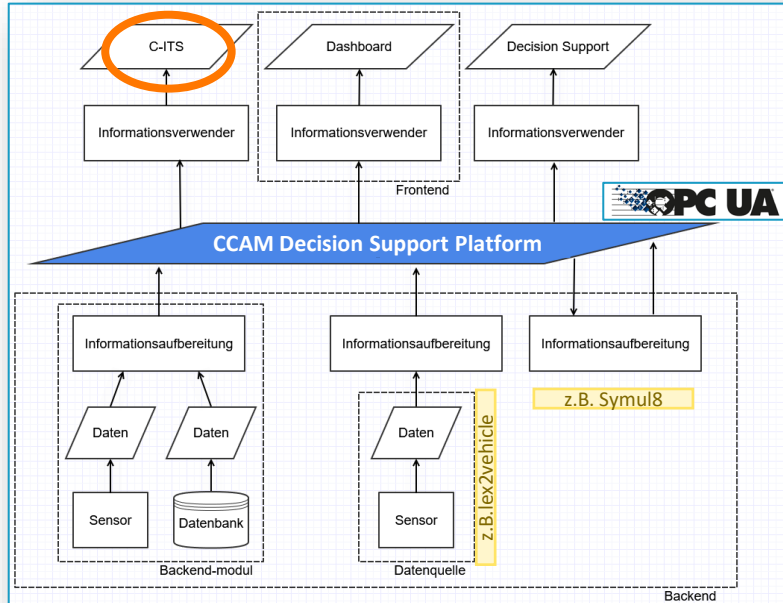 C-ITS
Dashboard
Decision Support
Informationsverwender
Informationsverwender
Informationsverwender
Frontend
OPC UA
CCAM Decision Support Platform
Informationsaufbereitung
Informationsaufbereitung
Informationsaufbereitung
z.B. Symul8
Daten
Daten
Daten
z.B.lex2vehicle
Sensor
Datenbank
Sensor
Backend-modul
Datenquelle
Backend